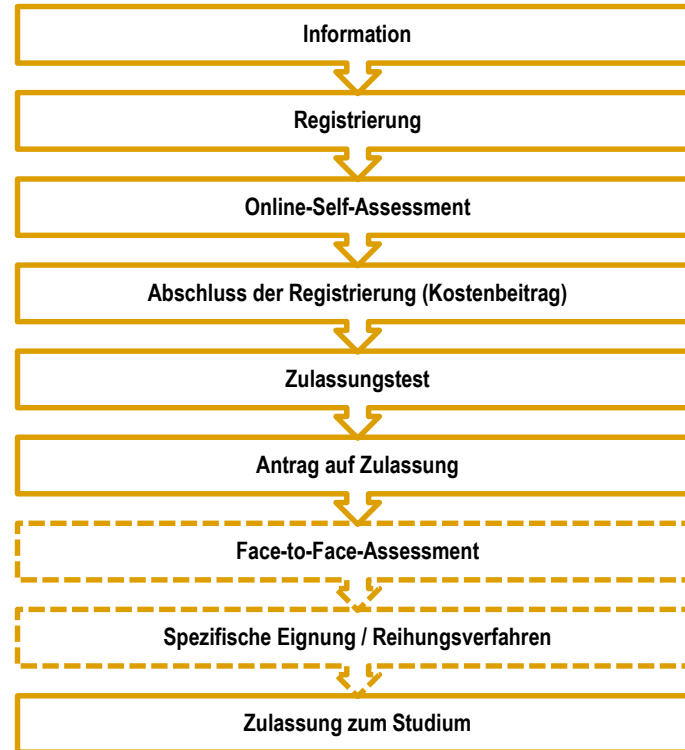 Information
Registrierung
Online-Self-Assessment
Abschluss der Registrierung (Kostenbeitrag)
Zulassungstest
Antrag auf Zulassung
Face-to-Face-Assessment
Spezifische Eignung / Reihungsverfahren
Zulassung zum Studium